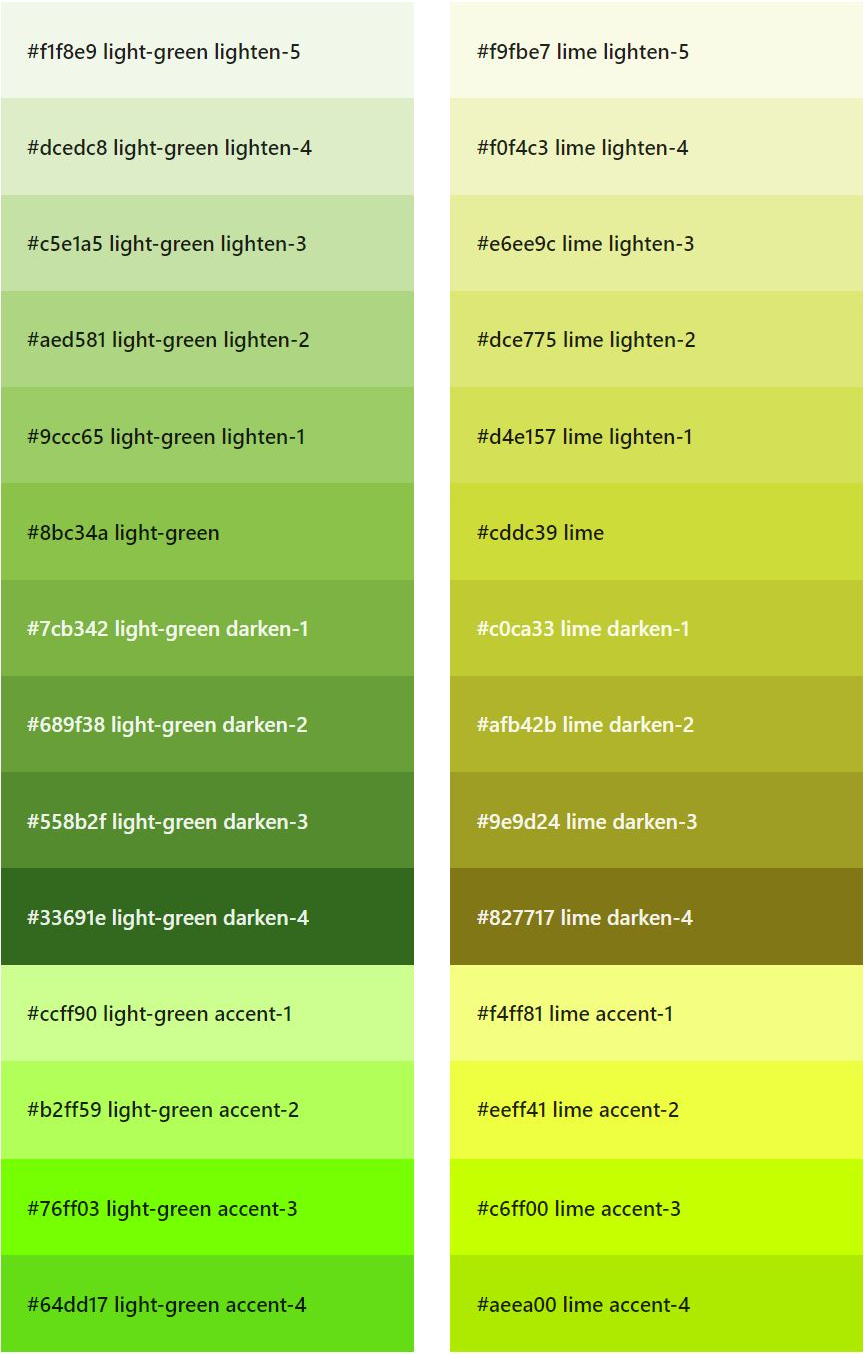 #f1f8e9 light-green lighten-5
#dcedc8 light-green lighten-4
#c5e1a5 light-green lighten-3
#aed581 light-green lighten-2
#9ccc65 light-green lighten-1
#8bc34a light-green
#7cb342 light-green darken-1
#689f38 light-green darken-2
#558b2f light-green darken-3
#33691e light-green darken-4
#ccff90 light-green accent-1
#b2ff59 light-green accent-2
#76ff03 light-green accent-3
#64dd17 light-green accent-4
#f9fbe7 lime lighten-5
#f0f4c3 lime lighten-4
#e6ee9c lime lighten-3
#dce775 lime lighten-2
#d4e157 lime lighten-1
#cddc39 lime
#c0ca33 lime darken-1
#afb42b lime darken-2
#9e9d24 lime darken-3
#827717 lime darken-4
#f4ff81 lime accent-1
#eeff41 lime accent-2
#c6ff00 lime accent-3
#aeea00 lime accent-4